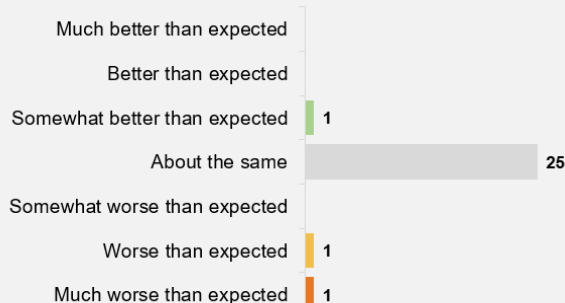 Much better than expected
Better than expected
Somewhat better than expected 1
About the same 25
Somewhat worse than expected
Worse than expected 1
Much worse than expected 1